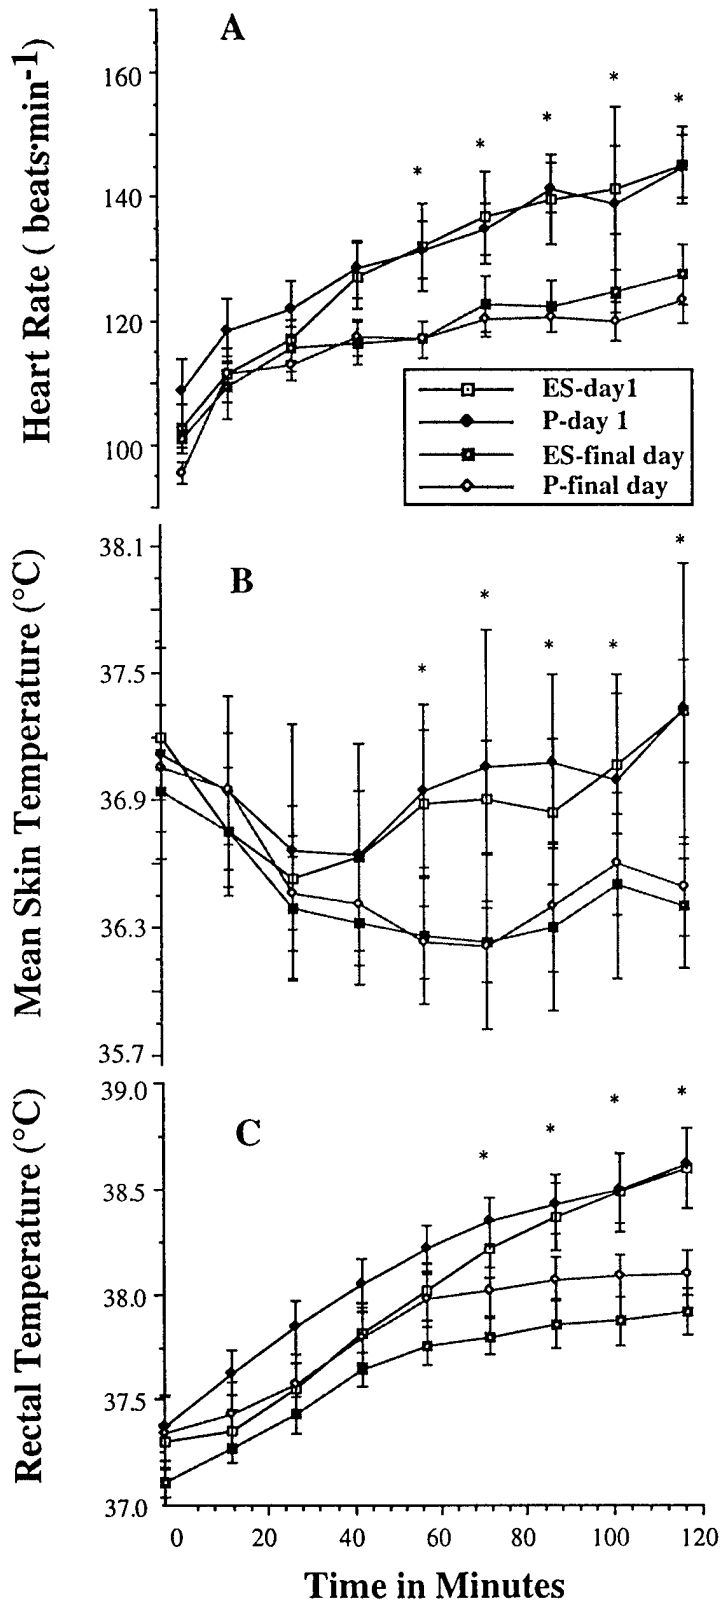 A
Heart Rate ( beats·min-1)
160
140
120
100
* * * * *
ES-day1
P-day 1
ES-final day
P-final day
B
Mean Skin Temperature (°C)
38.1
37.5
36.9
36.3
35.7
* * * * *
C
Rectal Temperature (°C)
39.0
38.5
38.0
37.5
37.0
* * * *
0 20 40 60 80 100 120
Time in Minutes